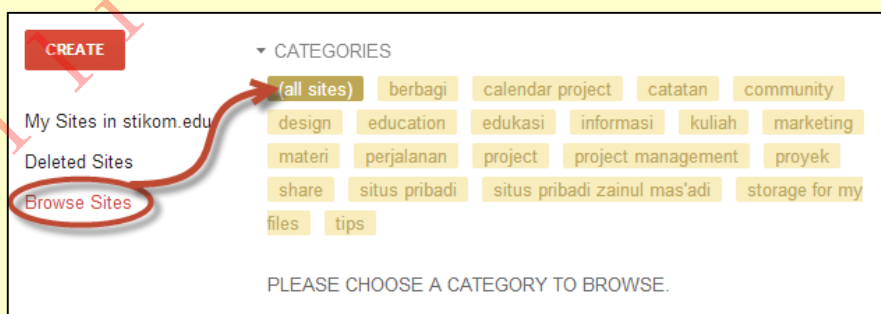 CREATE
My Sites in stikom.edu
Deleted Sites
Browse Sites
CATEGORIES
(all sites) berbagi calendar project catatan community
design education edukasi informasi kuliah marketing
materi perjalanan project project management proyek
share situs pribadi situs pribadi zainul mas'adi storage for my
files tips
PLEASE CHOOSE A CATEGORY TO BROWSE.